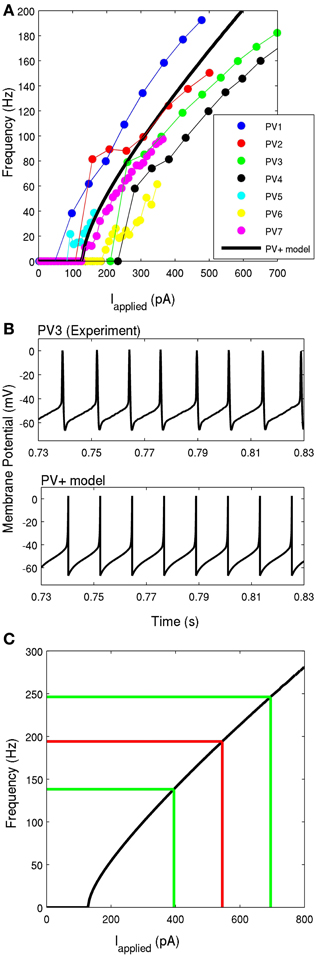 A
Frequency (Hz)
200
180
160
140
120
100
80
60
40
20
0
0 100 200 300 400 500 600 700
I applied (pA)
PV1
PV2
PV3
PV4
PV5
PV6
PV7
PV+ model
B
PV3 (Experiment)
Membrane Potential (mV)
0
-20
-40
-60
0.73 0.75 0.77 0.79 0.81 0.83
PV+ model
0
-20
-40
-60
0.73 0.75 0.77 0.79 0.81 0.83
Time (s)
C
Frequency (Hz)
300
250
200
150
100
50
0
0 200 400 600 800
I applied (pA)